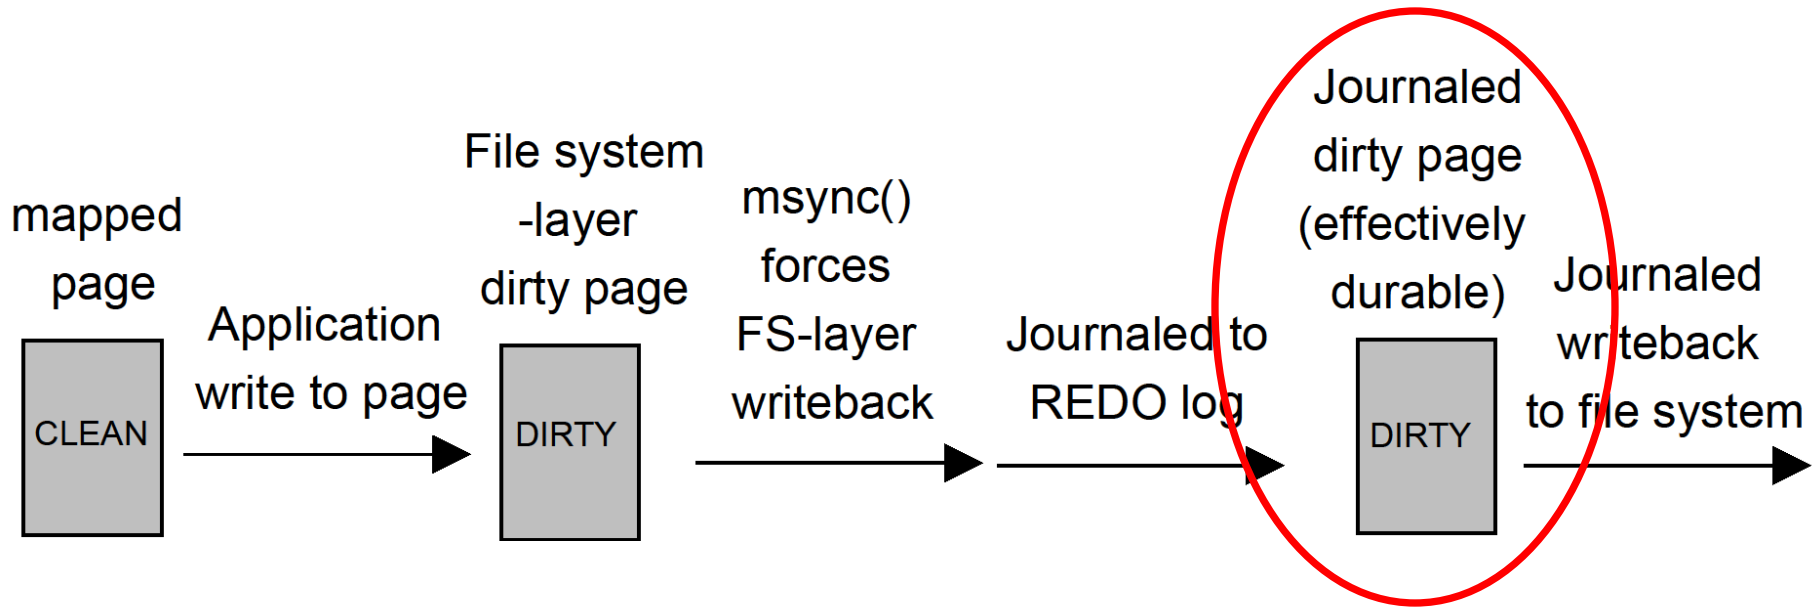 mapped
page
CLEAN
Application
write to page
File system
-layer
dirty page
DIRTY
msync()
forces
FS-layer
writeback
Journaled to
REDO log
Journaled
dirty page
(effectively
durable)
DIRTY
Journaled
writeback
to file system